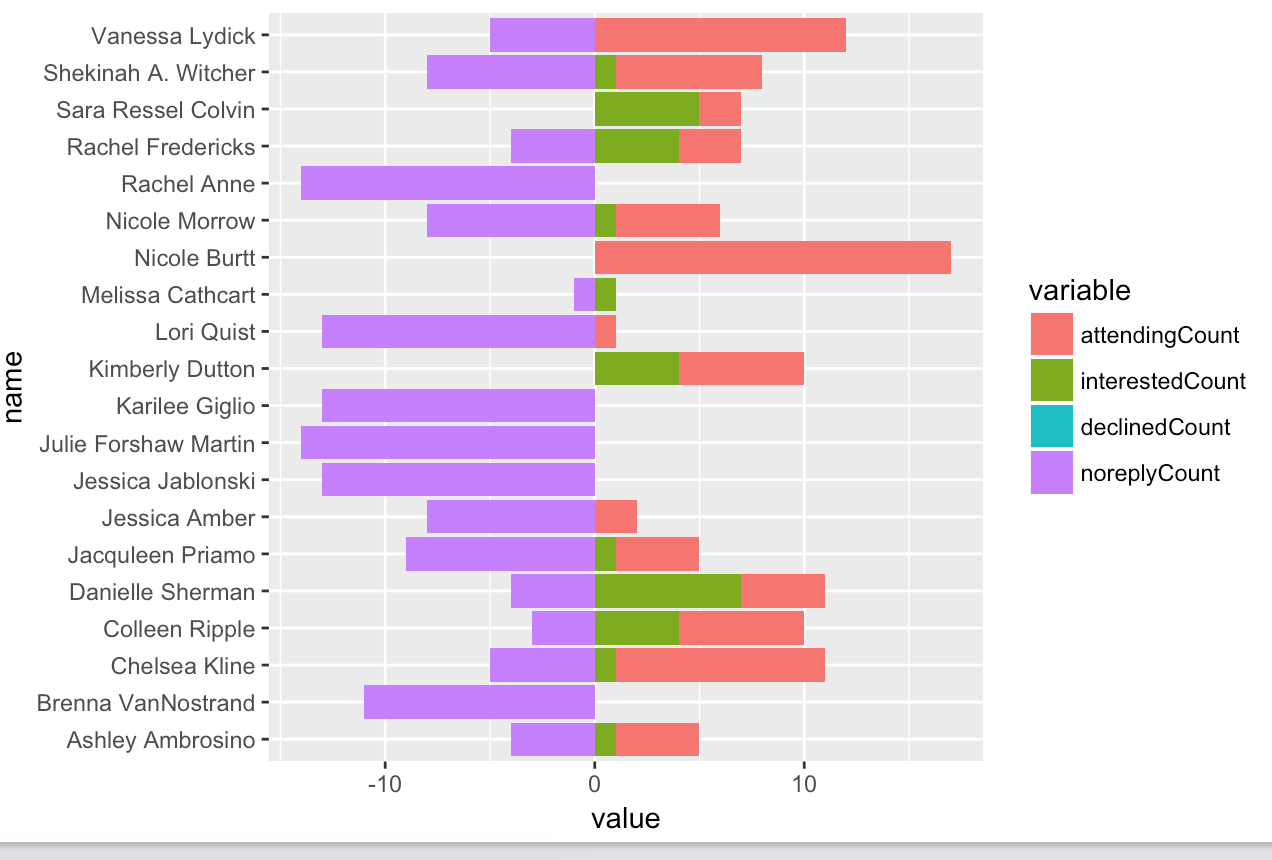 Vanessa Lydick
Shekinah A. Witcher
Sara Ressel Colvin
Rachel Fredericks
Rachel Anne
Nicole Morrow
Nicole Burtt
Melissa Cathcart
Lori Quist
Kimberly Dutton
Karilee Giglio
Julie Forshaw Martin
Jessica Jablonski
Jessica Amber
Jacquleen Priamo
Danielle Sherman
Colleen Ripple
Chelsea Kline
Brenna VanNostrand
Ashley Ambrosino
name
-10 0 10
value
variable
attendingCount
interestedCount
declinedCount
noreplyCount